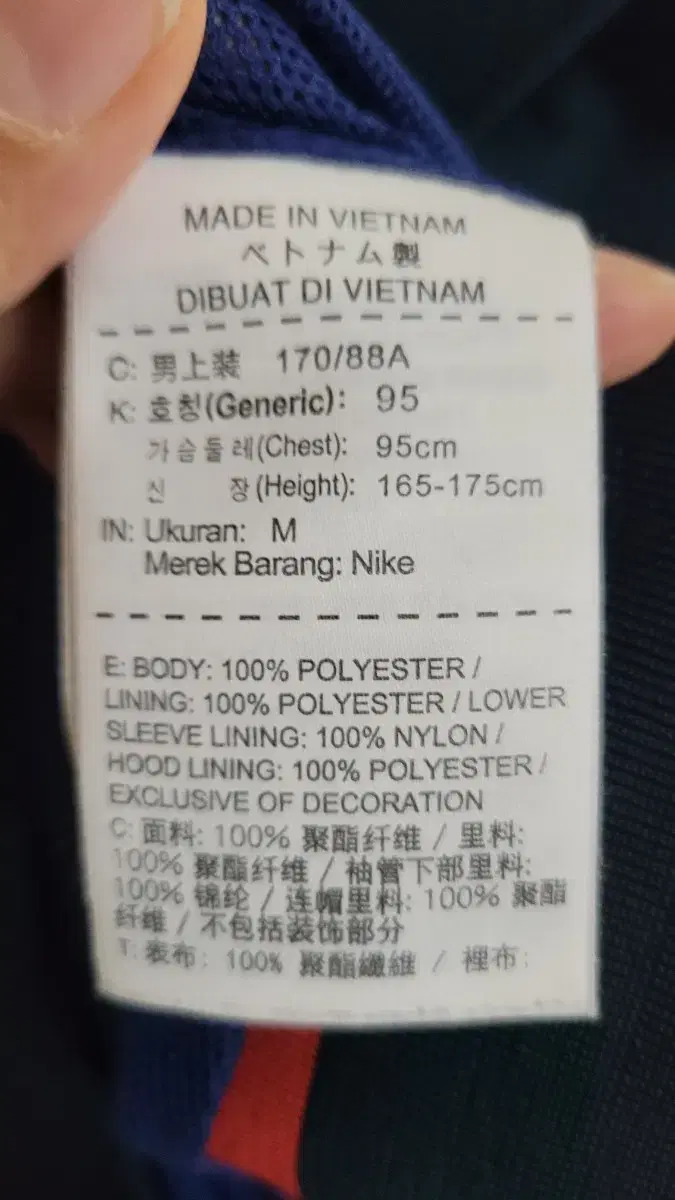 MADE IN VIETNAM
ベトナム製
DIBUAT DI VIETNAM
C: 男上装 170/88A
K: 호칭(Generic): 95
가슴둘레(Chest): 95cm
신 장(Height): 165-175cm
IN: Ukuran: M
Merek Barang: Nike
E: BODY: 100% POLYESTER /
LINING: 100% POLYESTER / LOWER
SLEEVE LINING: 100% NYLON /
HOOD LINING: 100% POLYESTER /
EXCLUSIVE OF DECORATION
C: 面料: 100% 聚酯纤维 / 里料:
100% 聚酯纤维 / 袖管下部里料:
100% 锦纶 / 连帽里料: 100% 聚酯
纤维 / 不包括装饰部分
T: 表布: 100% 聚酯纖維 / 裡布: